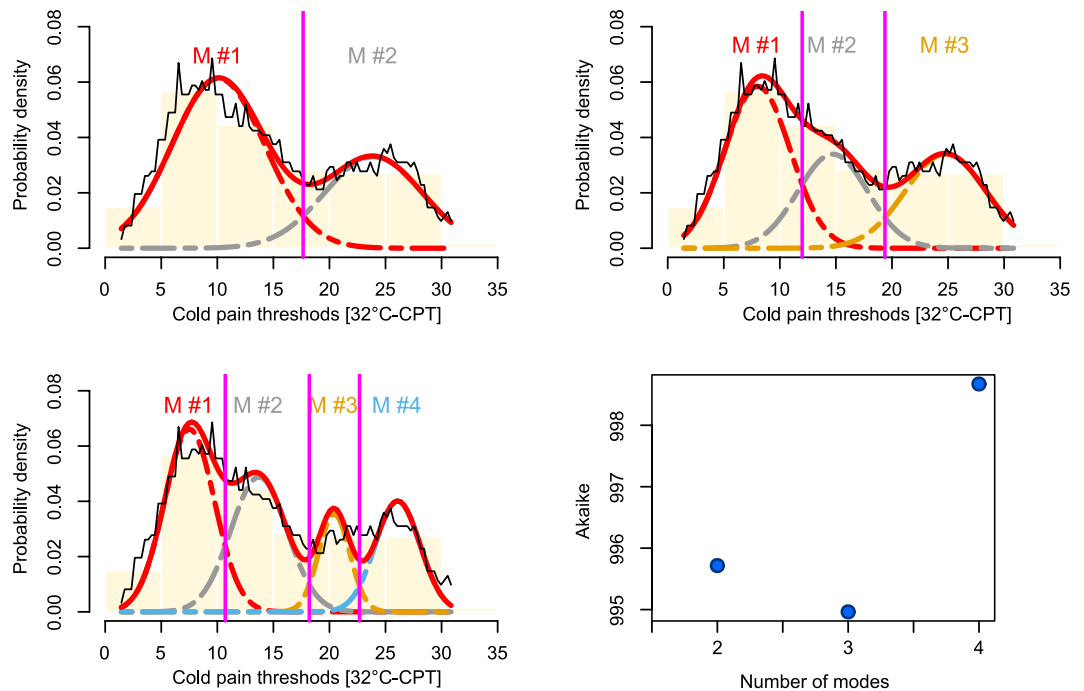 M #1
M #2
Probability density
0.00
0.02
0.04
0.06
0.08
0 5 10 15 20 25 30 35
Cold pain threshods [32°C-CPT]
M #1
M #2
M #3
Probability density
0.00
0.02
0.04
0.06
0.08
0 5 10 15 20 25 30 35
Cold pain threshods [32°C-CPT]
M #1
M #2
M #3
M #4
Probability density
0.00
0.02
0.04
0.06
0.08
0 5 10 15 20 25 30 35
Cold pain threshods [32°C-CPT]
Akaike
995
996
997
998
2 3 4
Number of modes